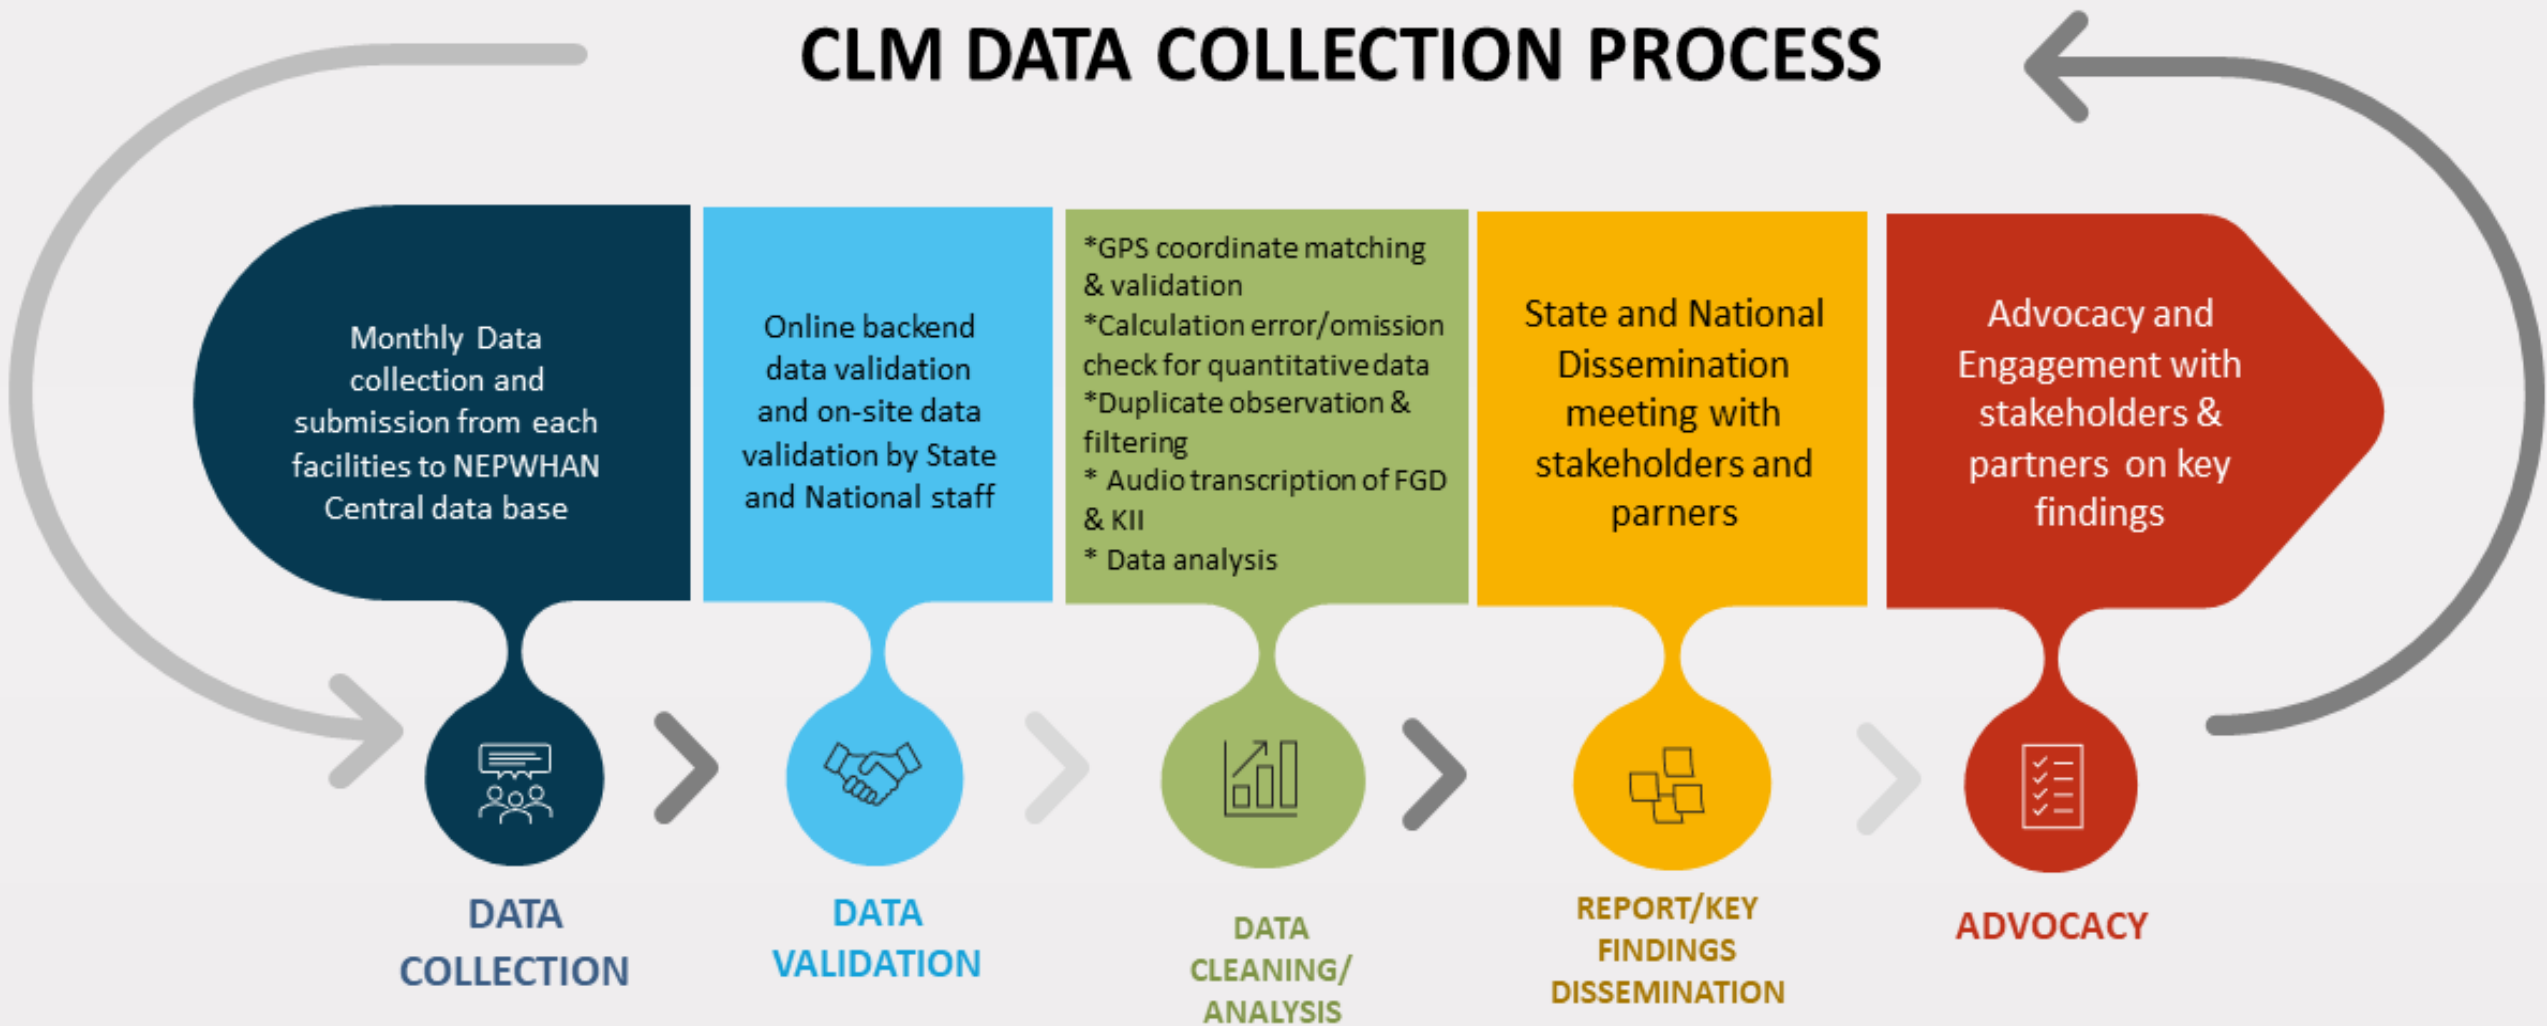 CLM DATA COLLECTION PROCESS
Monthly Data
collection and
submission from each
facilities to NEPWHAN
Central data base
Online backend
data validation
and on-site data
validation by State
and National staff
*GPS coordinate matching
& validation
*Calculation error/omission
check for quantitative data
*Duplicate observation &
filtering
* Audio transcription of FGD
& KII
* Data analysis
State and National
Dissemination
meeting with
stakeholders and
parners
Advocacy and
Engagement with
stakeholders &
partners on key
findings
DATA
COLLECTION
DATA
VALIDATION
DATA
CLEANING/
ANALYSIS
REPORT/KEY
FINDINGS
DISSEMINATION
ADVOCACY